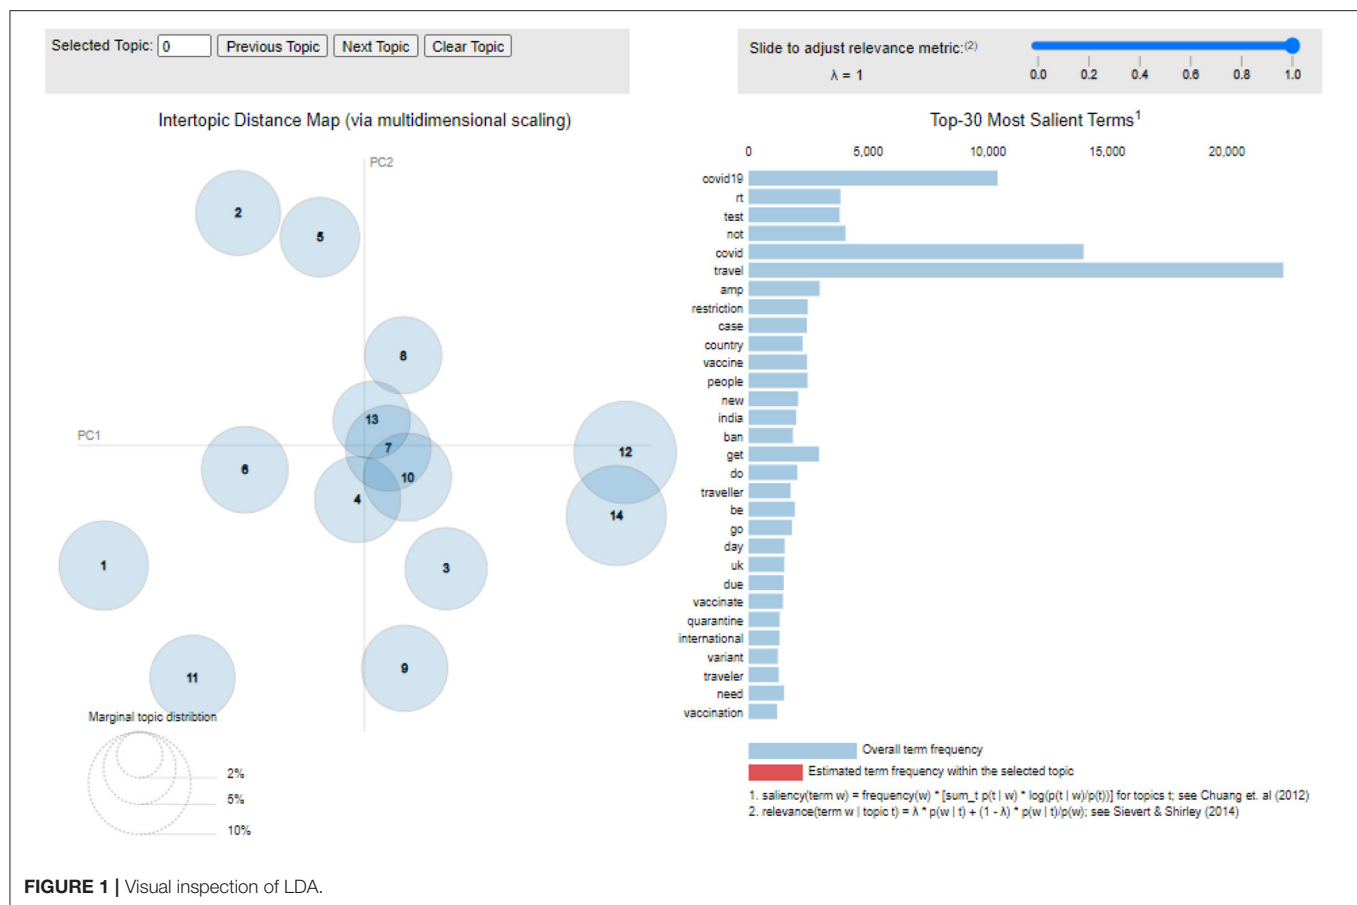 Selected Topic: 0 Previous Topic Next Topic Clear Topic
Slide to adjust relevance metric:(2)
λ = 1
0.0 0.2 0.4 0.6 0.8 1.0
Intertopic Distance Map (via multidimensional scaling)
PC2
PC1
2
5
8
13
7
6
10
4
12
14
1
3
11
9
Marginal topic distribtion
2%
5%
10%
Top-30 Most Salient Terms1
0 5,000 10,000 15,000 20,000
covid19
rt
test
not
covid
travel
amp
restriction
case
country
vaccine
people
new
india
ban
get
do
traveller
be
go
day
uk
due
vaccinate
quarantine
international
variant
traveler
need
vaccination
Overall term frequency
Estimated term frequency within the selected topic
1. saliency(term w) = frequency(w) * [sum_t p(t | w) * log(p(t | w)/p(t))] for topics t; see Chuang et. al (2012)
2. relevance(term w | topic t) = λ * p(w | t) + (1 - λ) * p(w | t)/p(w); see Sievert & Shirley (2014)
FIGURE 1 | Visual inspection of LDA.